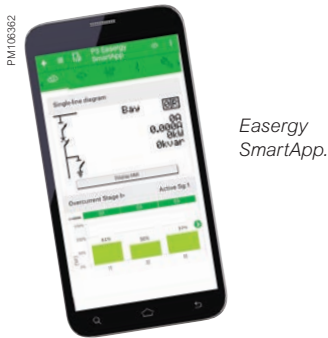 PM106362
P3 Easergy
SmartApp
Single-line diagram
Bay
0A
0.000A
0kW
0kvar
Overcurrent Stage I>
Active Sg 1
Easergy
SmartApp.